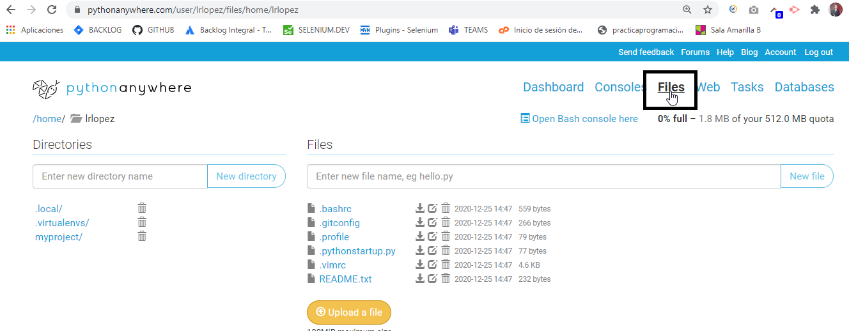 pythonanywhere.com/user/lrlopez/files/home/lrlopez
Aplicaciones BACKLOG GITHUB Backlog Integral - T... SELENIUM.DEV Plugins - Selenium TEAMS Inicio de sesión de... practicaprogramaci... Sala Amarilla B
Send feedback Forums Help Blog Account Log out
pythonanywhere
Dashboard Consoles Files Web Tasks Databases
/home/ lrlopez Open Bash console here 0% full – 1.8 MB of your 512.0 MB quota
Directories Files
Enter new directory name New directory Enter new file name, eg hello.py New file
.local/ .bashrc 2020-12-25 14:47 559 bytes
.virtualenvs/ .gitconfig 2020-12-25 14:47 266 bytes
myproject/ .profile 2020-12-25 14:47 79 bytes
.pythonstartup.py 2020-12-25 14:47 77 bytes
.vimrc 2020-12-25 14:47 4.6 KB
README.txt 2020-12-25 14:47 232 bytes
Upload a file